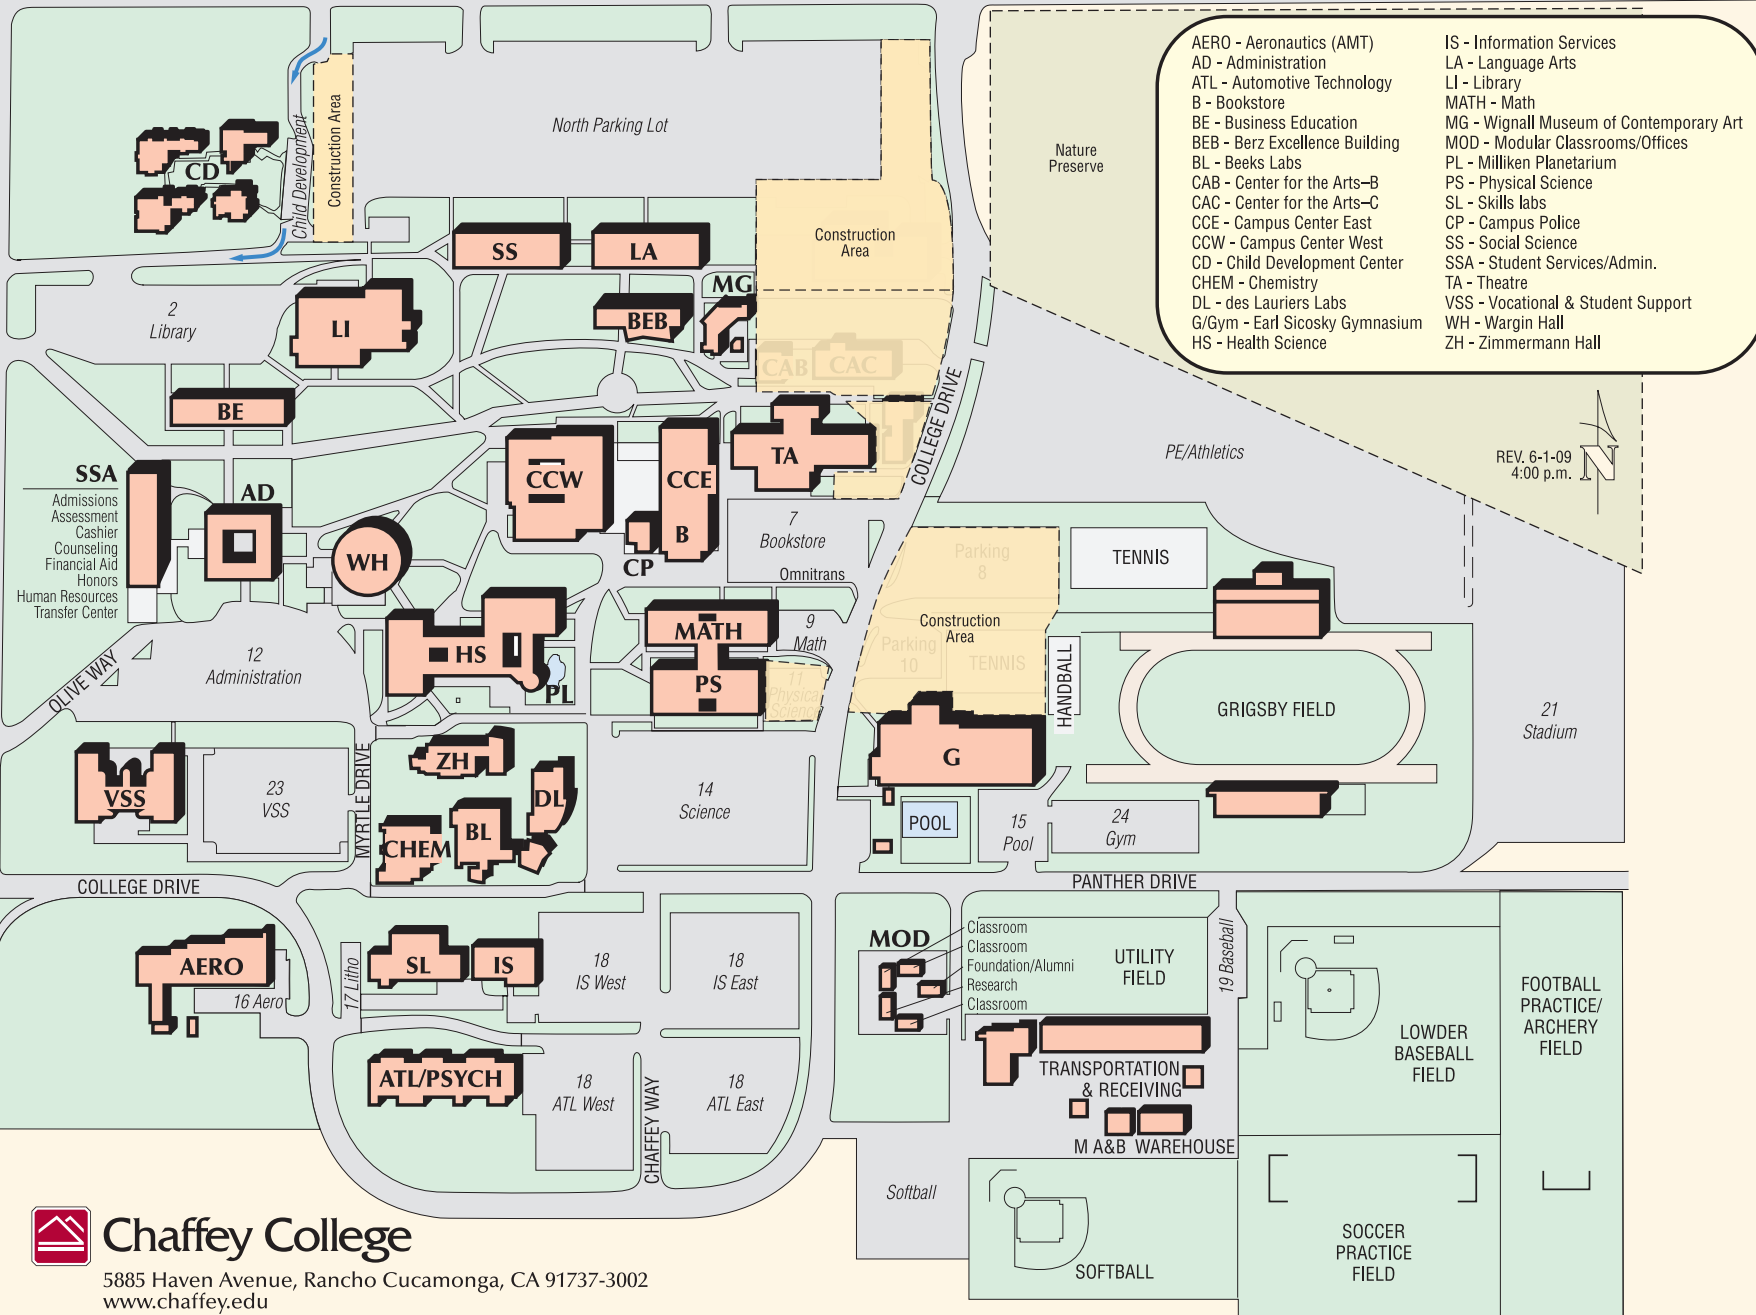 AERO - Aeronautics (AMT)
AD - Administration
ATL - Automotive Technology
B - Bookstore
BE - Business Education
BEB - Berz Excellence Building
BL - Beeks Labs
CAB - Center for the Arts–B
CAC - Center for the Arts–C
CCE - Campus Center East
CCW - Campus Center West
CD - Child Development Center
CHEM - Chemistry
DL - des Lauriers Labs
G/Gym - Earl Sicosky Gymnasium
HS - Health Science
IS - Information Services
LA - Language Arts
LI - Library
MATH - Math
MG - Wignall Museum of Contemporary Art
MOD - Modular Classrooms/Offices
PL - Milliken Planetarium
PS - Physical Science
SL - Skills labs
CP - Campus Police
SS - Social Science
SSA - Student Services/Admin.
TA - Theatre
VSS - Vocational & Student Support
WH - Wargin Hall
ZH - Zimmermann Hall
North Parking Lot
Nature
Preserve
Child Development
Construction Area
CD
Construction
Area
SS
LA
MG
2
Library
LI
BEB
CAB
CAC
BE
COLLEGE DRIVE
PE/Athletics
REV. 6-1-09
4:00 p.m.
N
SSA
Admissions
Assessment
Cashier
Counseling
Financial Aid
Honors
Human Resources
Transfer Center
AD
WH
CCW
CCE
B
CP
TA
7
Bookstore
Omnitrans
Parking
8
TENNIS
Construction
Area
Parking
10
TENNIS
MATH
9
Math
HS
PL
PS
11
Physical
Science
HANDBALL
GRIGSBY FIELD
21
Stadium
OLIVE WAY
12
Administration
G
VSS
23
VSS
MYRTLE DRIVE
ZH
DL
BL
CHEM
14
Science
POOL
15
Pool
24
Gym
COLLEGE DRIVE
PANTHER DRIVE
AERO
16 Aero
17 Litho
SL
IS
18
IS West
18
IS East
MOD
Classroom
Classroom
Foundation/Alumni
Research
Classroom
UTILITY
FIELD
19 Baseball
LOWDER
BASEBALL
FIELD
FOOTBALL
PRACTICE/
ARCHERY
FIELD
ATL/PSYCH
18
ATL West
CHAFFEY WAY
18
ATL East
TRANSPORTATION
& RECEIVING
M A&B WAREHOUSE
Softball
SOFTBALL
SOCCER
PRACTICE
FIELD
Chaffey College
5885 Haven Avenue, Rancho Cucamonga, CA 91737-3002
www.chaffey.edu